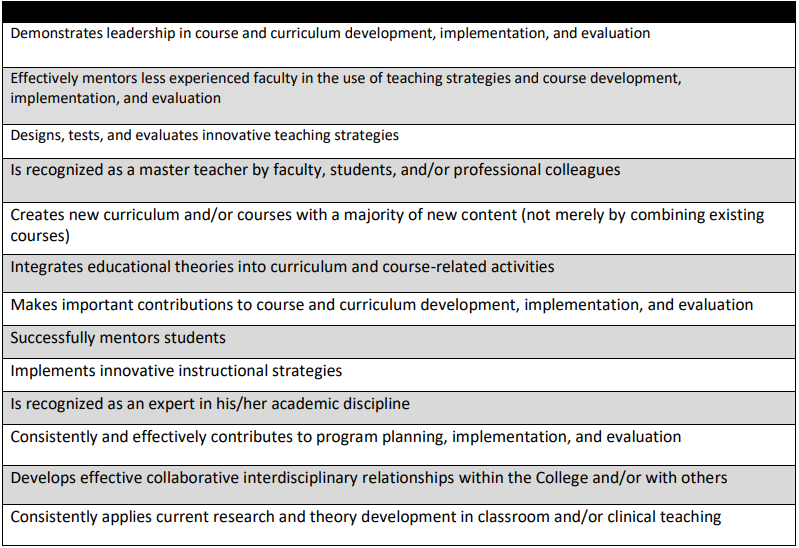 Demonstrates leadership in course and curriculum development, implementation, and evaluation
Effectively mentors less experienced faculty in the use of teaching strategies and course development,
implementation, and evaluation
Designs, tests, and evaluates innovative teaching strategies
Is recognized as a master teacher by faculty, students, and/or professional colleagues
Creates new curriculum and/or courses with a majority of new content (not merely by combining existing
courses)
Integrates educational theories into curriculum and course-related activities
Makes important contributions to course and curriculum development, implementation, and evaluation
Successfully mentors students
Implements innovative instructional strategies
Is recognized as an expert in his/her academic discipline
Consistently and effectively contributes to program planning, implementation, and evaluation
Develops effective collaborative interdisciplinary relationships within the College and/or with others
Consistently applies current research and theory development in classroom and/or clinical teaching